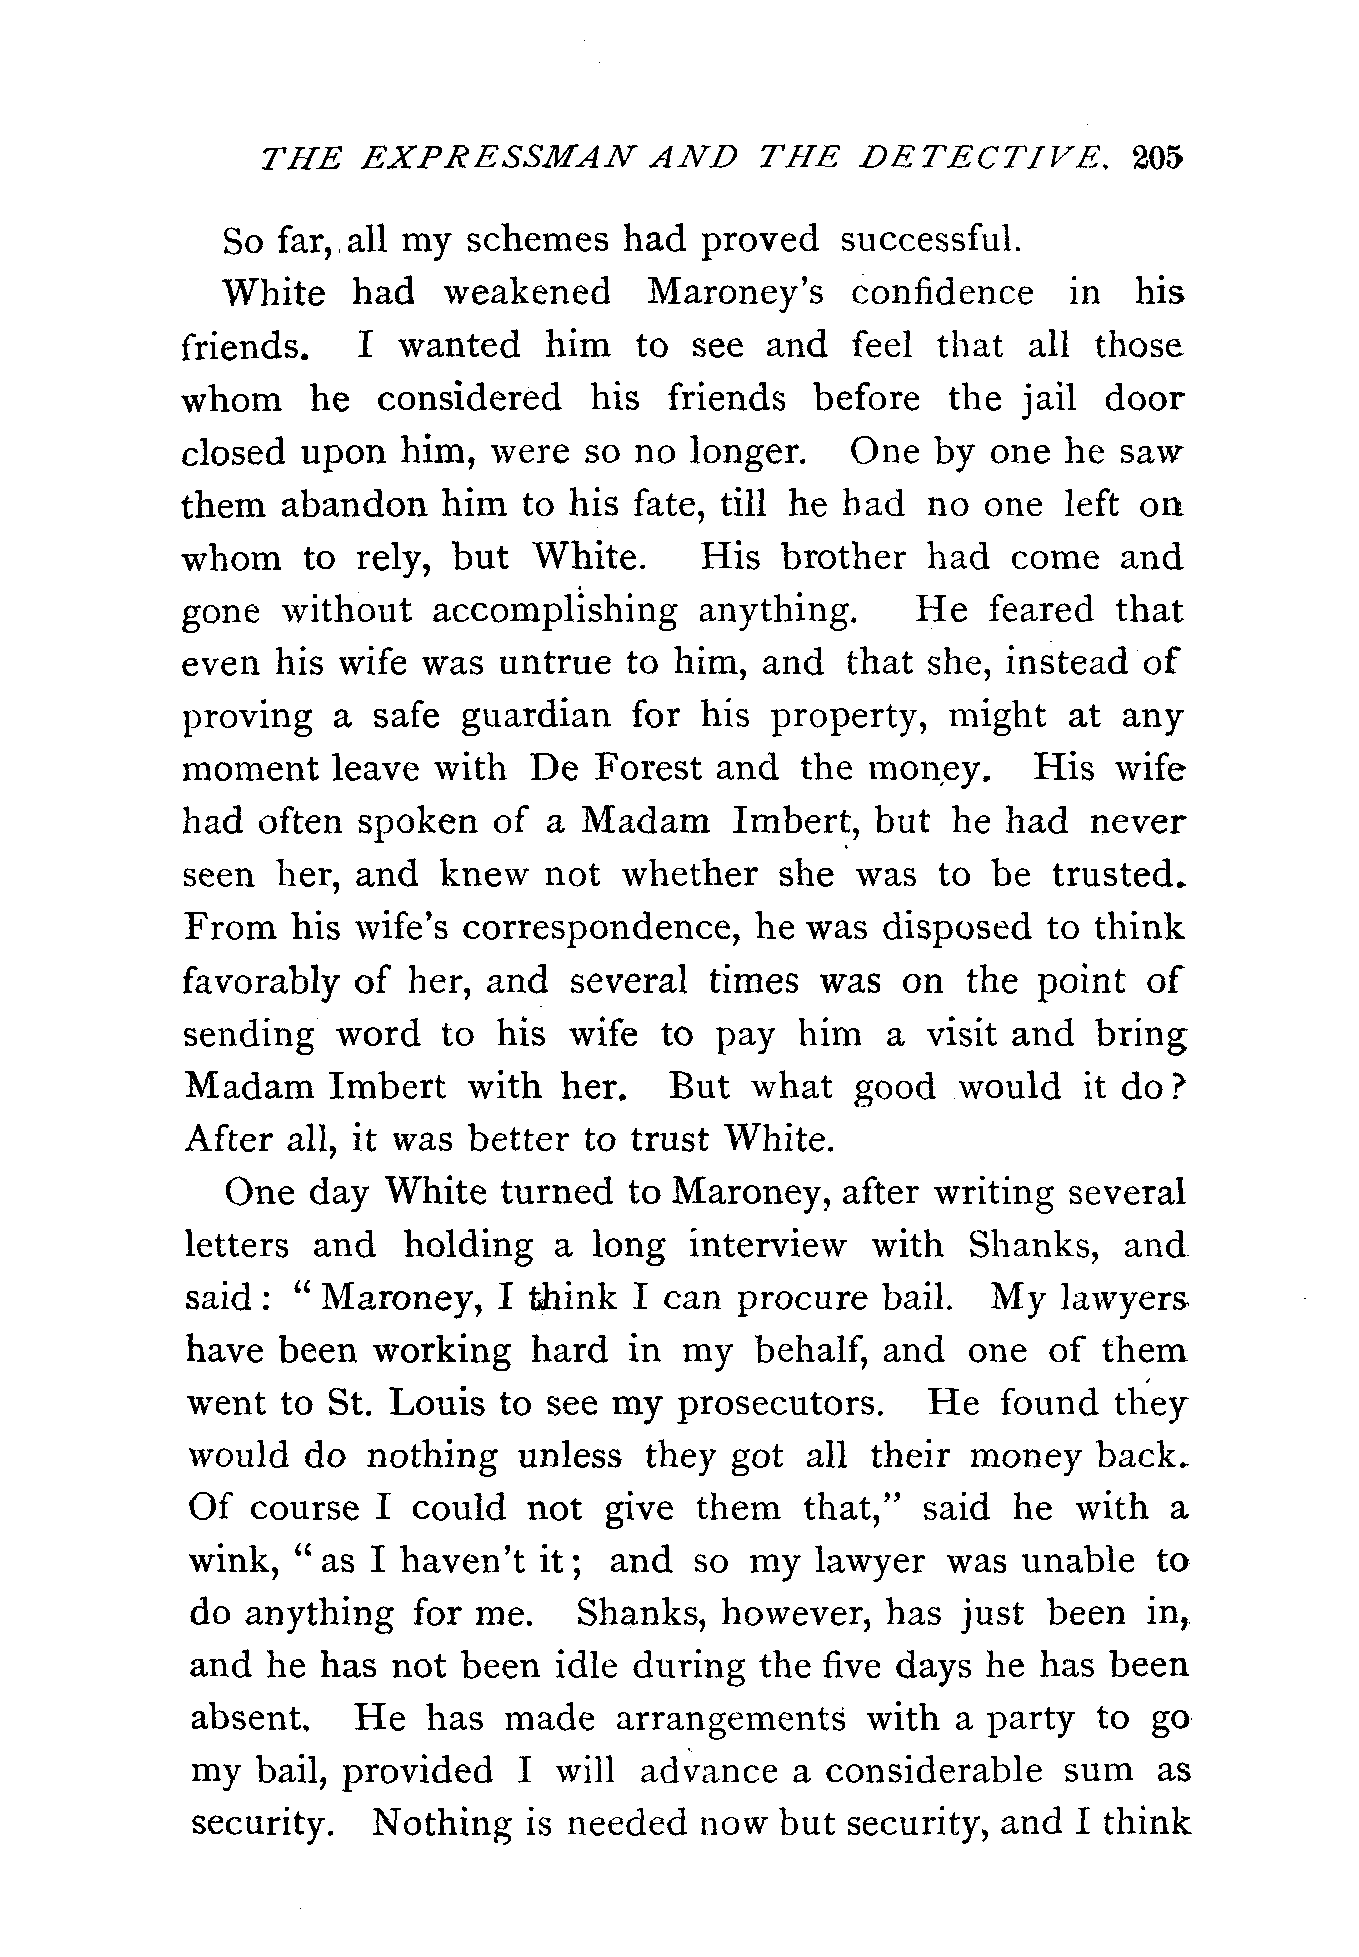 THE EXPRESSMAN AND THE DETECTIVE. 205
So far, all my schemes had proved successful.
White had weakened Maroney's confidence in his
friends. I wanted him to see and feel that all those
whom he considered his friends before the jail door
closed upon him, were so no longer. One by one he saw
them abandon him to his fate, till he had no one left on
whom to rely, but White. His brother had come and
gone without accomplishing anything. He feared that
even his wife was untrue to him, and that she, instead of
proving a safe guardian for his property, might at any
moment leave with De Forest and the money. His wife
had often spoken of a Madam Imbert, but he had never
seen her, and knew not whether she was to be trusted.
From his wife's correspondence, he was disposed to think
favorably of her, and several times was on the point of
sending word to his wife to pay him a visit and bring
Madam Imbert with her. But what good would it do?
After all, it was better to trust White.
One day White turned to Maroney, after writing several
letters and holding a long interview with Shanks, and
said: "Maroney, I think I can procure bail. My lawyers
have been working hard in my behalf, and one of them
went to St. Louis to see my prosecutors. He found they
would do nothing unless they got all their money back.
Of course I could not give them that," said he with a
wink, "as I haven't it; and so my lawyer was unable to
do anything for me. Shanks, however, has just been in,
and he has not been idle during the five days he has been
absent. He has made arrangements with a party to go
my bail, provided I will advance a considerable sum as
security. Nothing is needed now but security, and I think